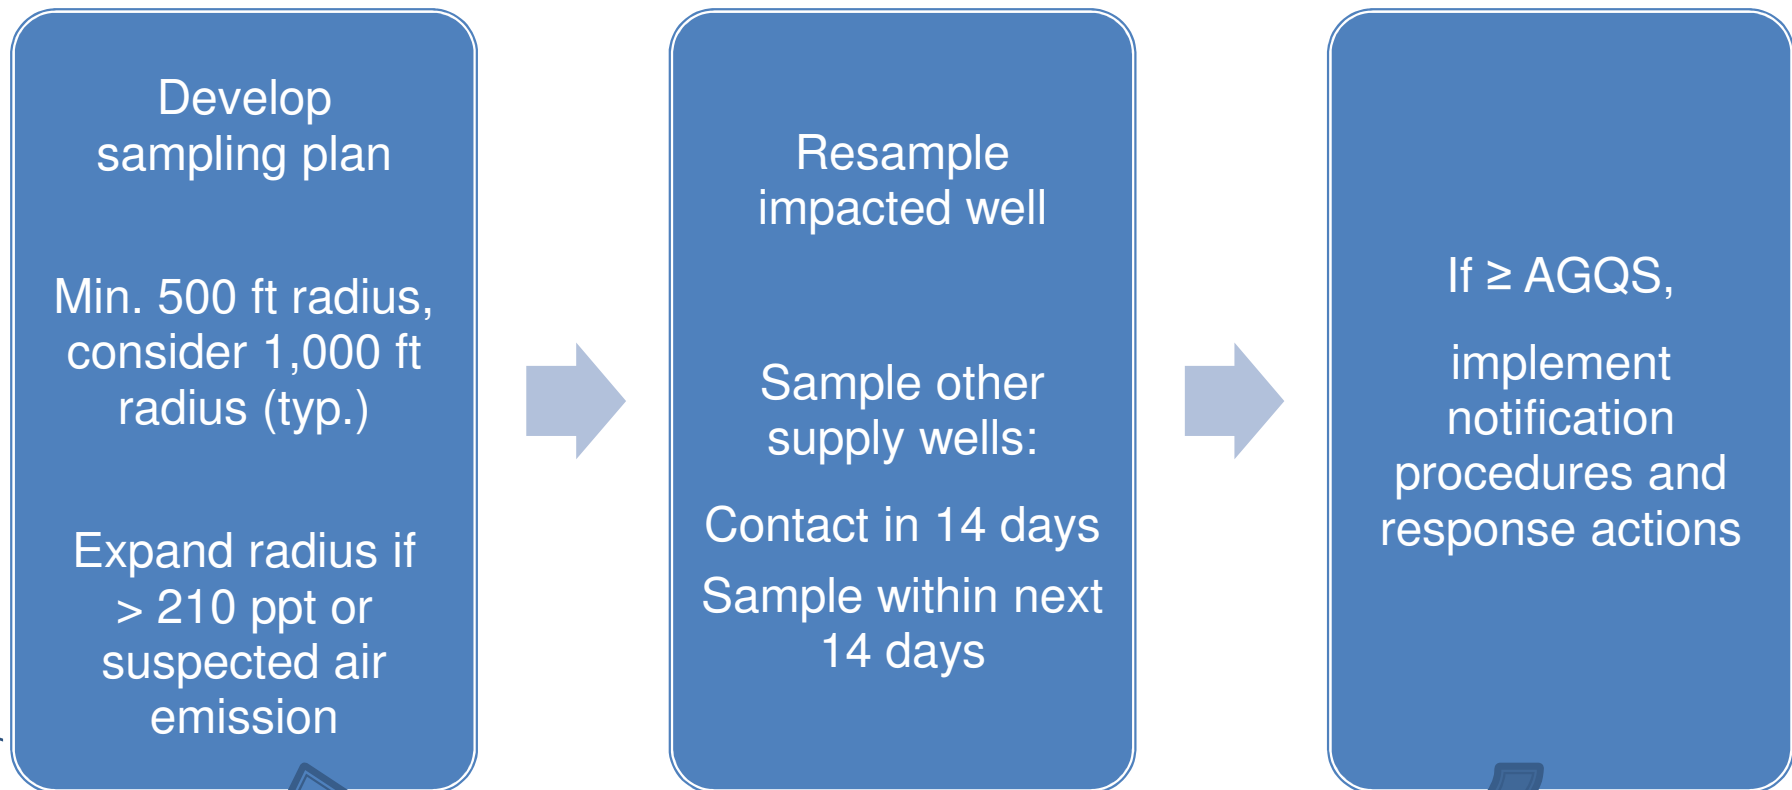 Develop
sampling plan
Min. 500 ft radius,
consider 1,000 ft
radius (typ.)
Expand radius if
> 210 ppt or
suspected air
emission
Resample
impacted well
Sample other
supply wells:
Contact in 14 days
Sample within next
14 days
If ≥ AGQS,
implement
notification
procedures and
response actions